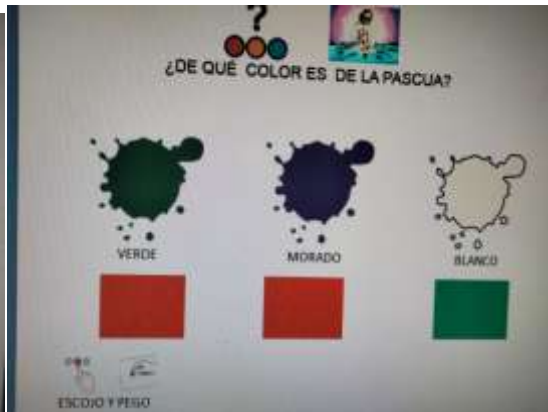 ?
¿DE QUÉ COLOR ES DE LA PASCUA?
VERDE
MORADO
BLANCO
ESCOJO Y PEGO